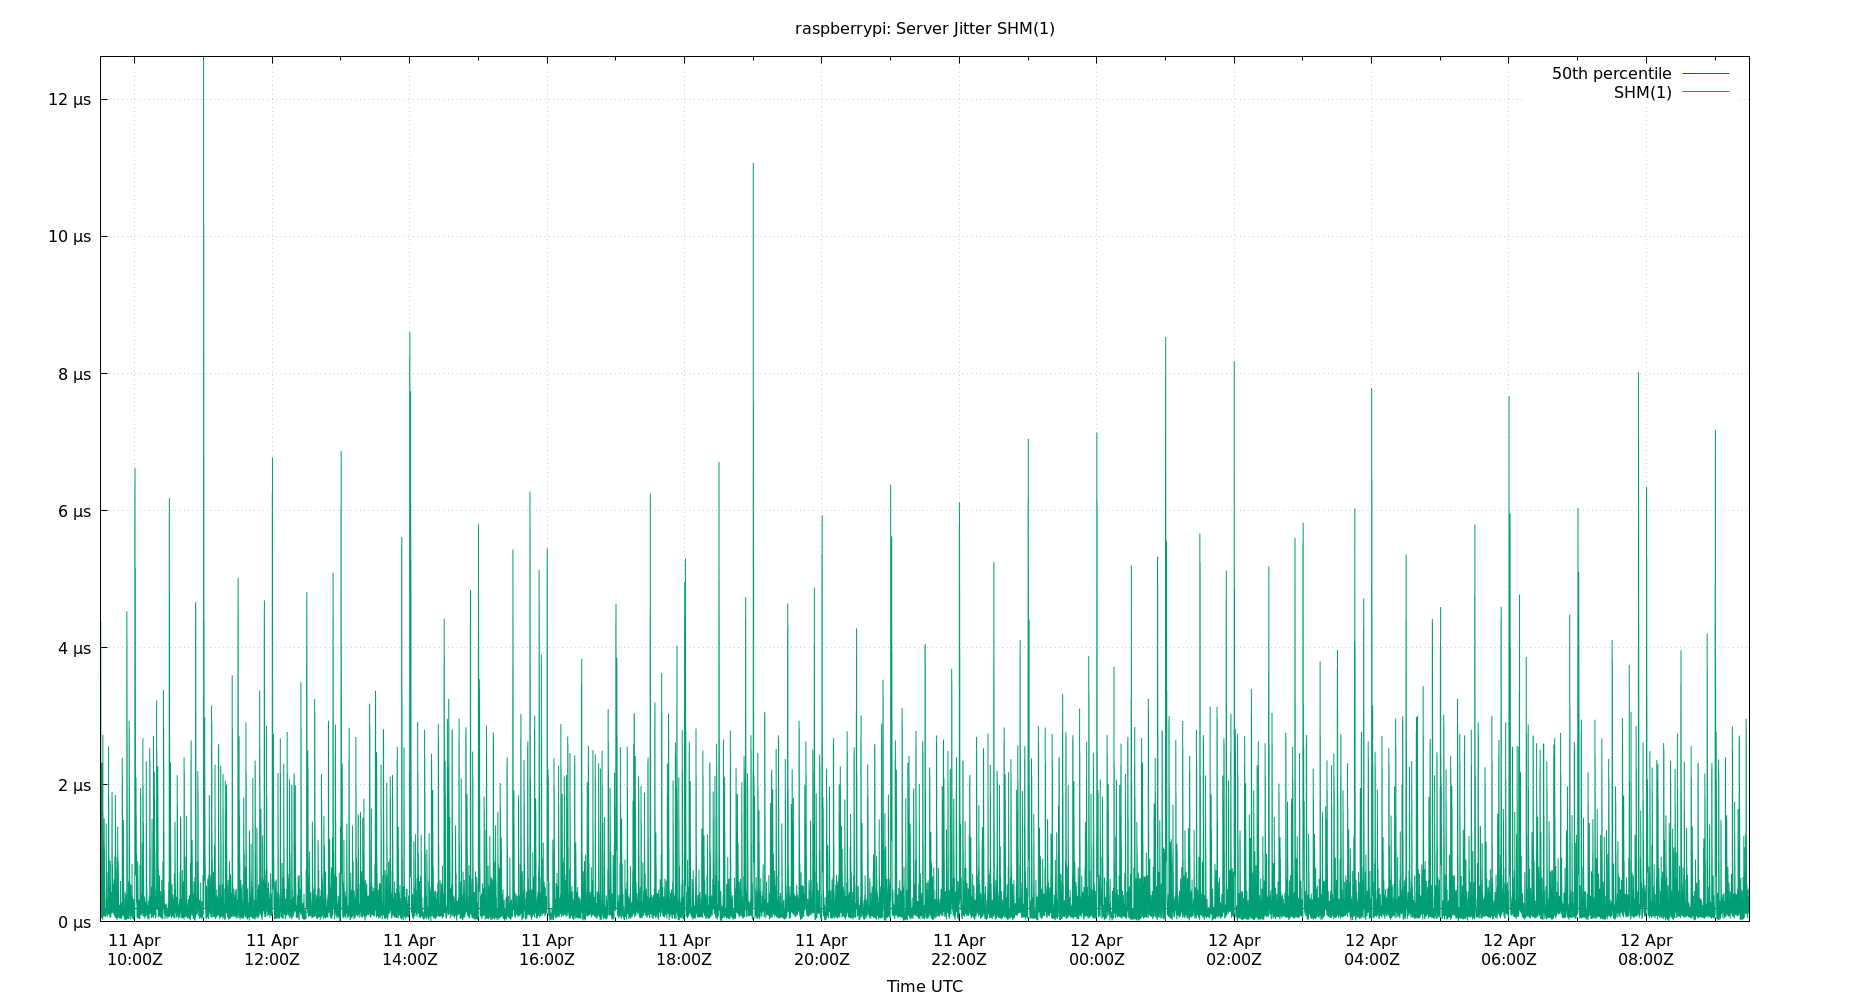 raspberrypi: Server Jitter SHM(1)
50th percentile
SHM(1)
12 μs
10 μs
8 μs
6 μs
4 μs
2 μs
0 μs
11 Apr 11 Apr 11 Apr 11 Apr 11 Apr 11 Apr 11 Apr 12 Apr 12 Apr 12 Apr 12 Apr 12 Apr
10:00Z 12:00Z 14:00Z 16:00Z 18:00Z 20:00Z 22:00Z 00:00Z 02:00Z 04:00Z 06:00Z 08:00Z
Time UTC